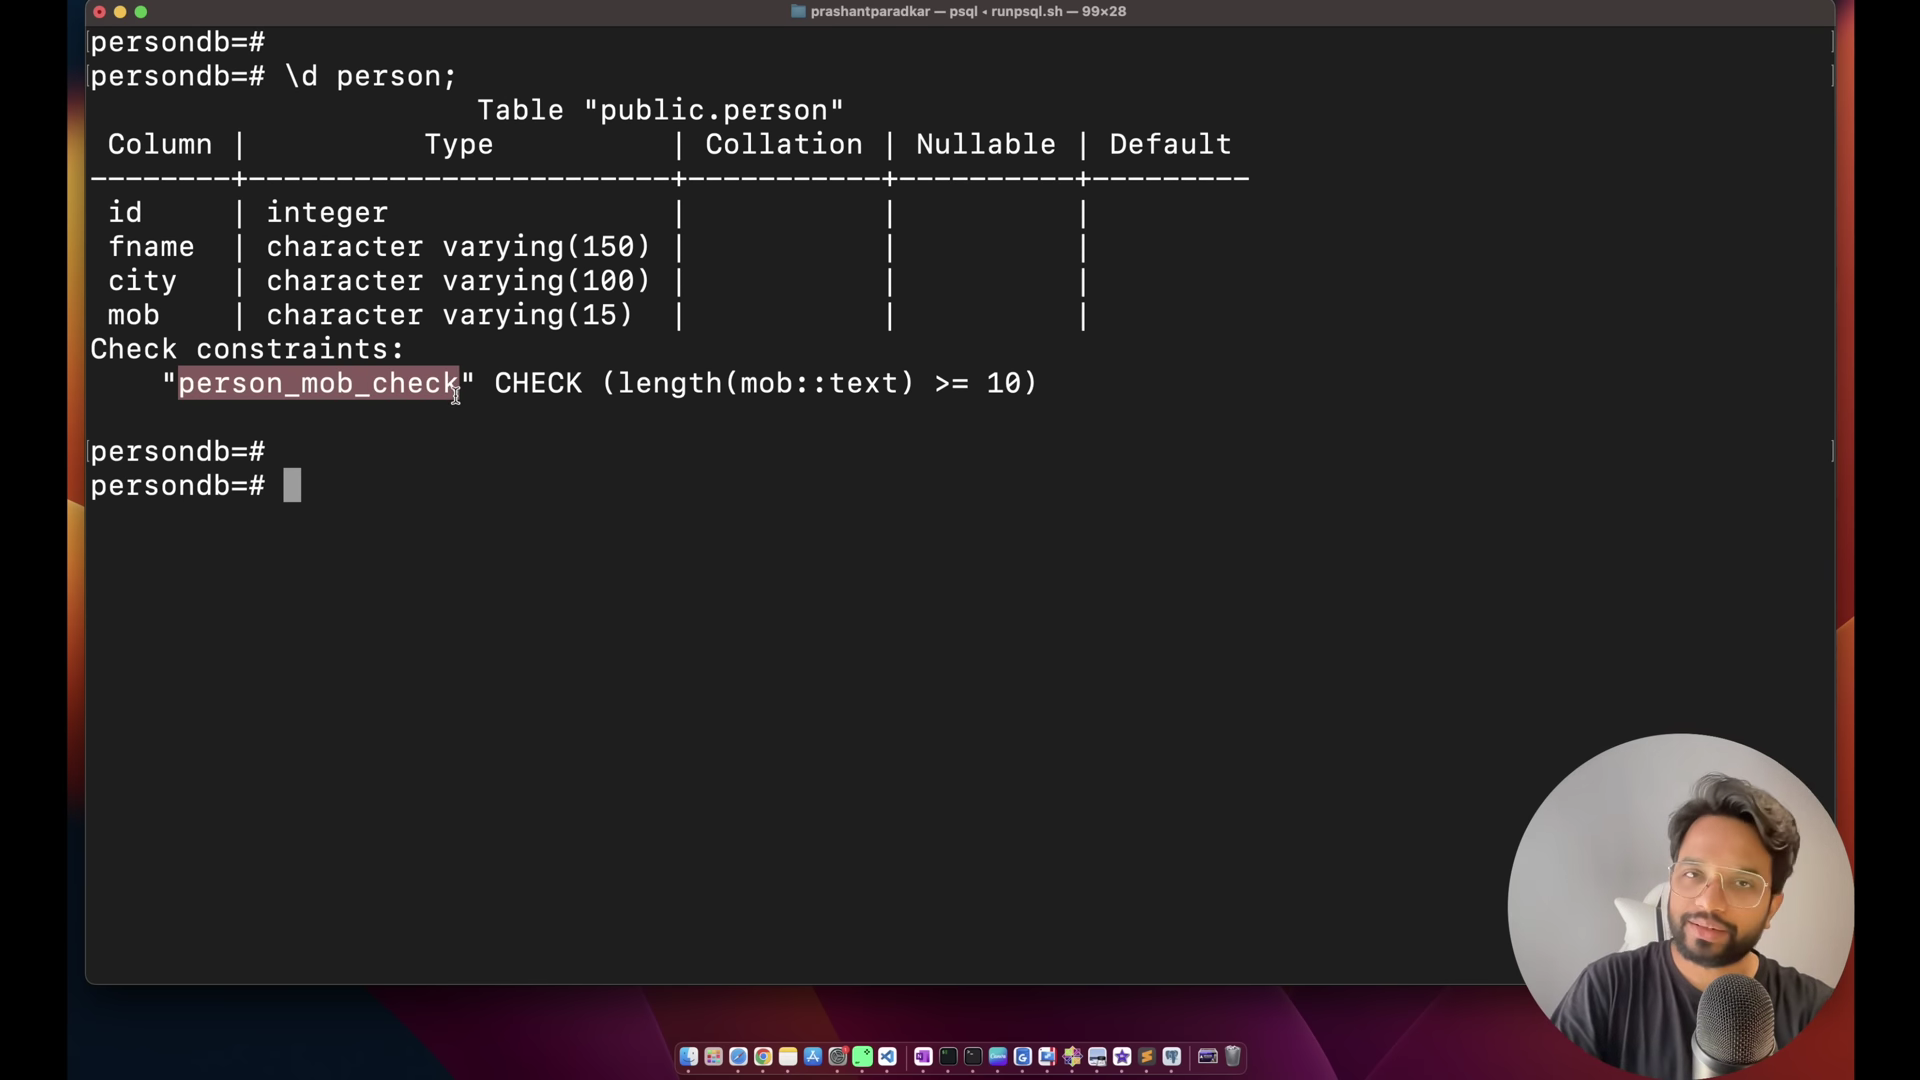 prashantparadkar — psql ◂ runpsql.sh — 99×28
persondb=#
persondb=# \d person;
Table "public.person"
Column | Type | Collation | Nullable | Default
--------+------------------------+-----------+----------+---------
id | integer | | |
fname | character varying(150) | | |
city | character varying(100) | | |
mob | character varying(15) | | |
Check constraints:
"person_mob_check" CHECK (length(mob::text) >= 10)
persondb=#
persondb=#